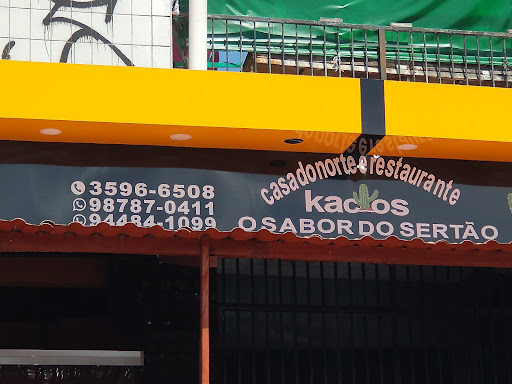 casadonorte e restaurante
kactos
O SABOR DO SERTÃO
3596-6508
98787-0411
94484-1099